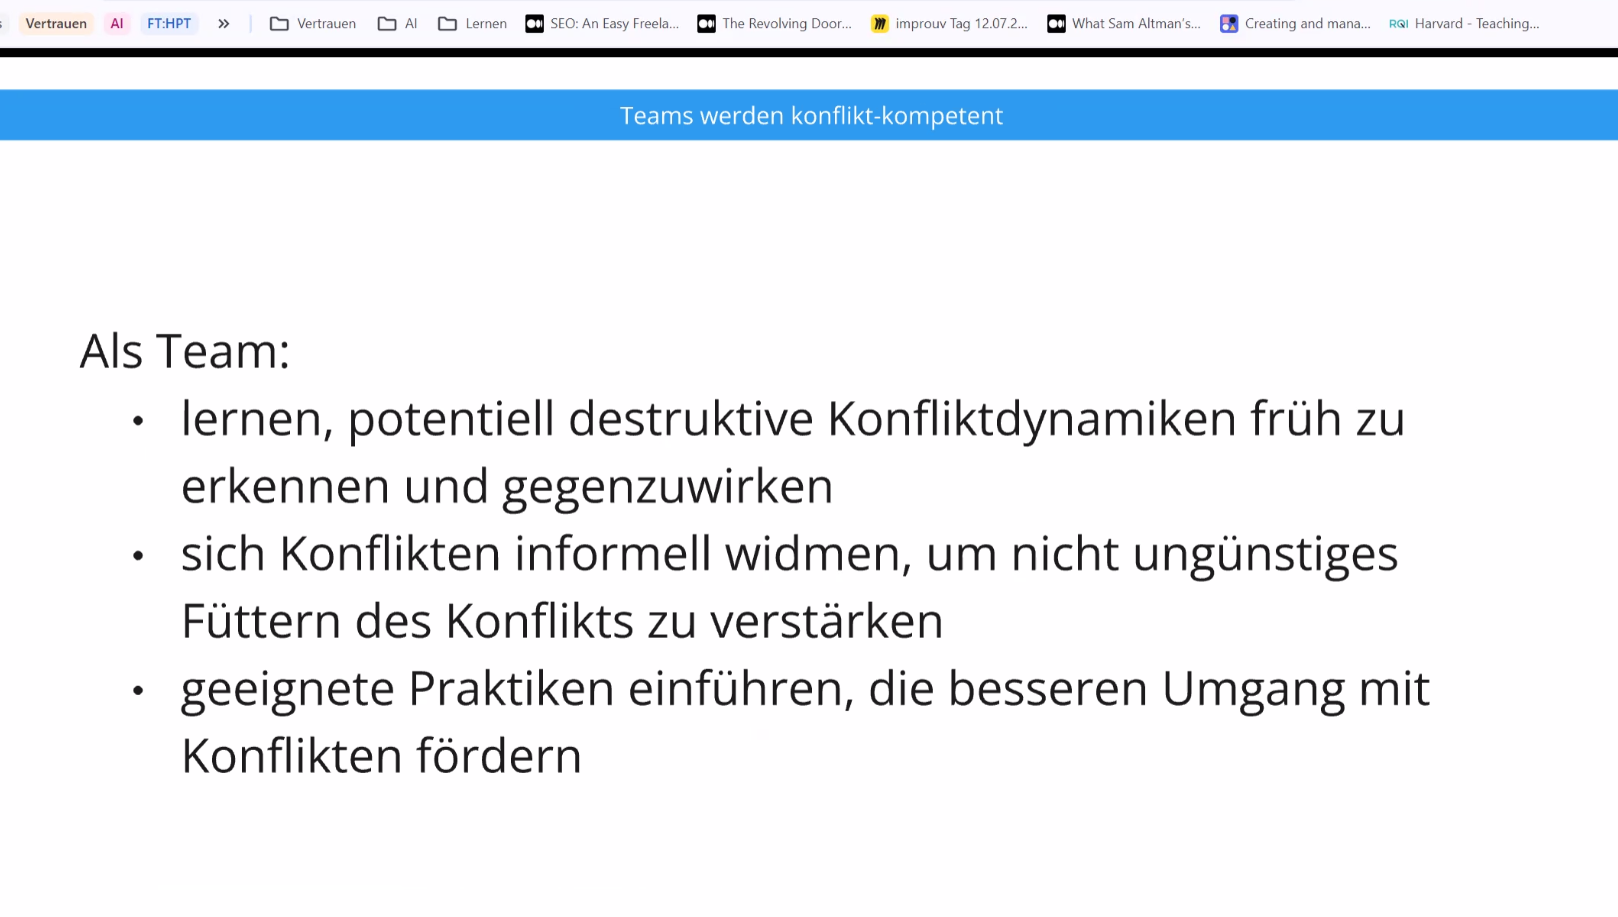 Vertrauen AI FT:HPT » Vertrauen AI Lernen SEO: An Easy Freela... The Revolving Door... improuv Tag 12.07.2... What Sam Altman's... Creating and mana... RQI Harvard - Teaching...
Teams werden konflikt-kompetent
Als Team:
• lernen, potentiell destruktive Konfliktdynamiken früh zu
erkennen und gegenzuwirken
• sich Konflikten informell widmen, um nicht ungünstiges
Füttern des Konflikts zu verstärken
• geeignete Praktiken einführen, die besseren Umgang mit
Konflikten fördern